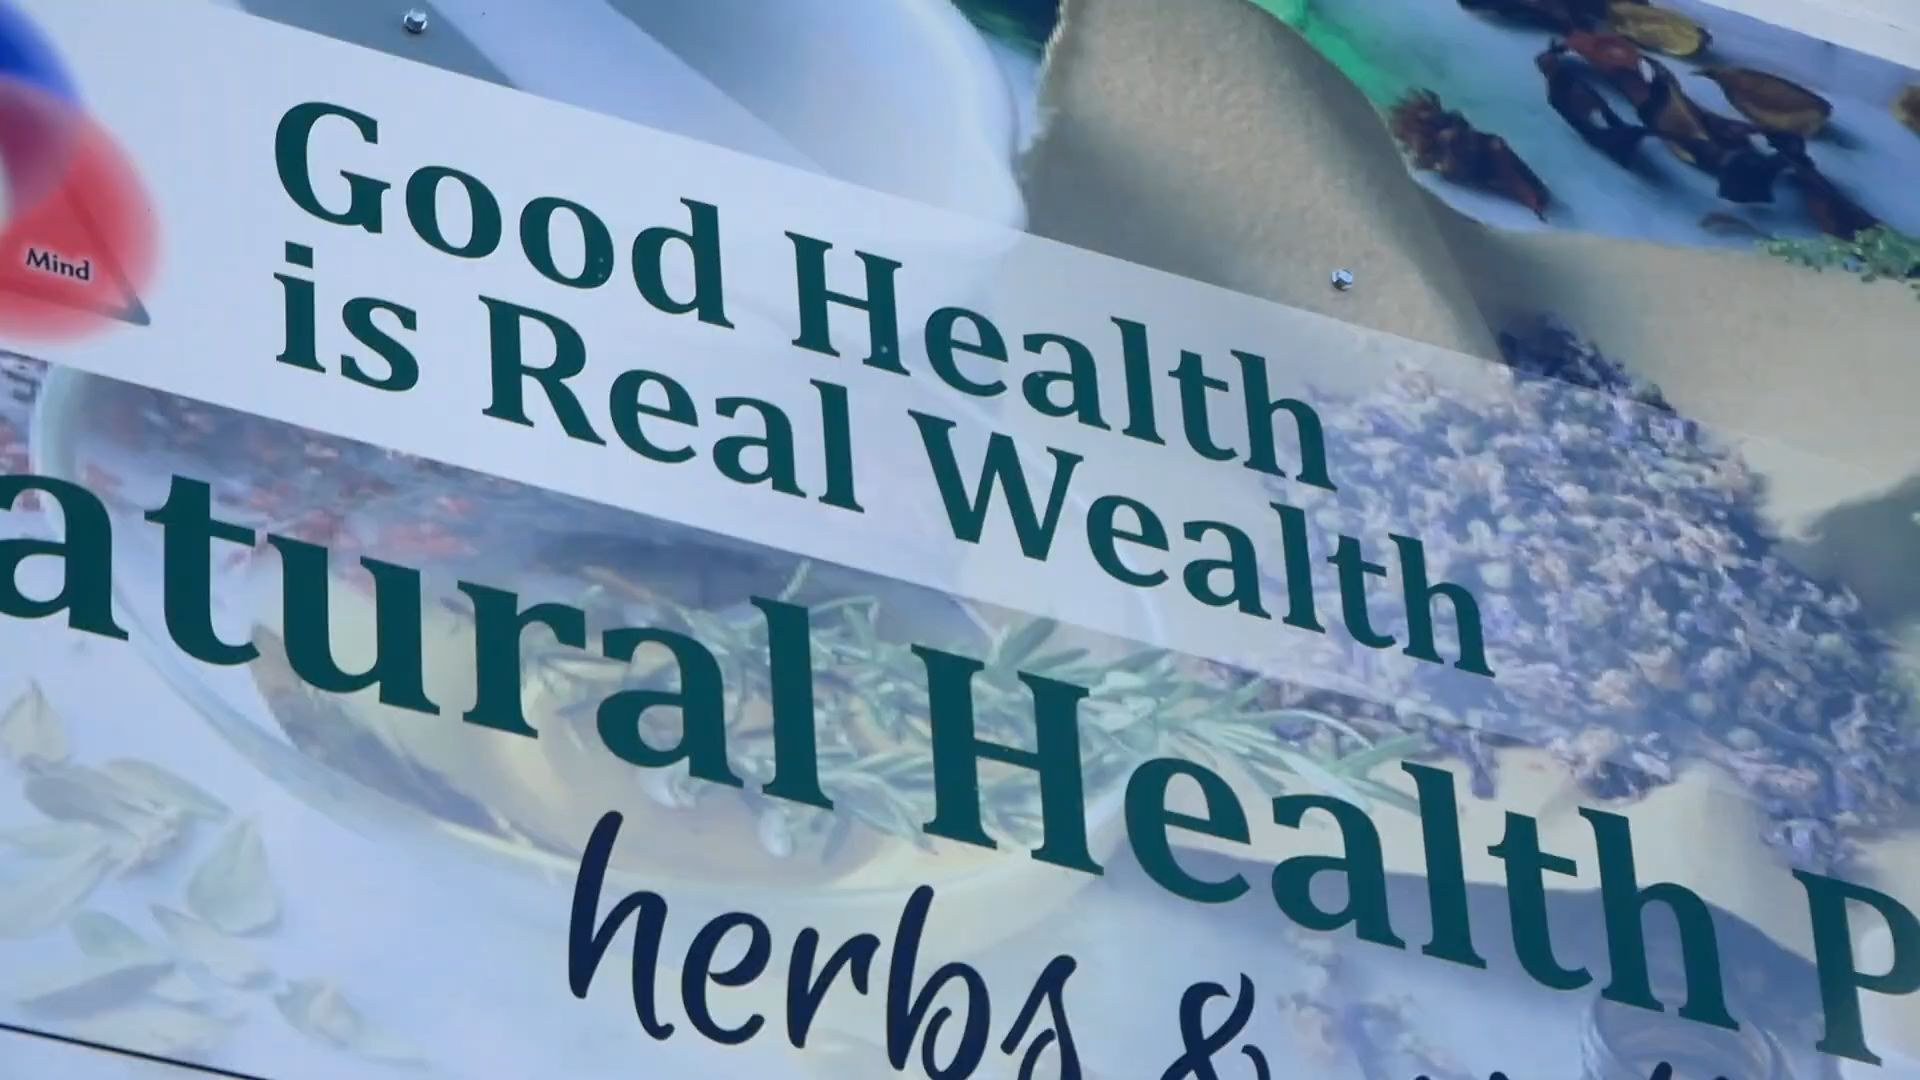 Mind
Good Health
is Real Wealth
atural Health P
herbs &